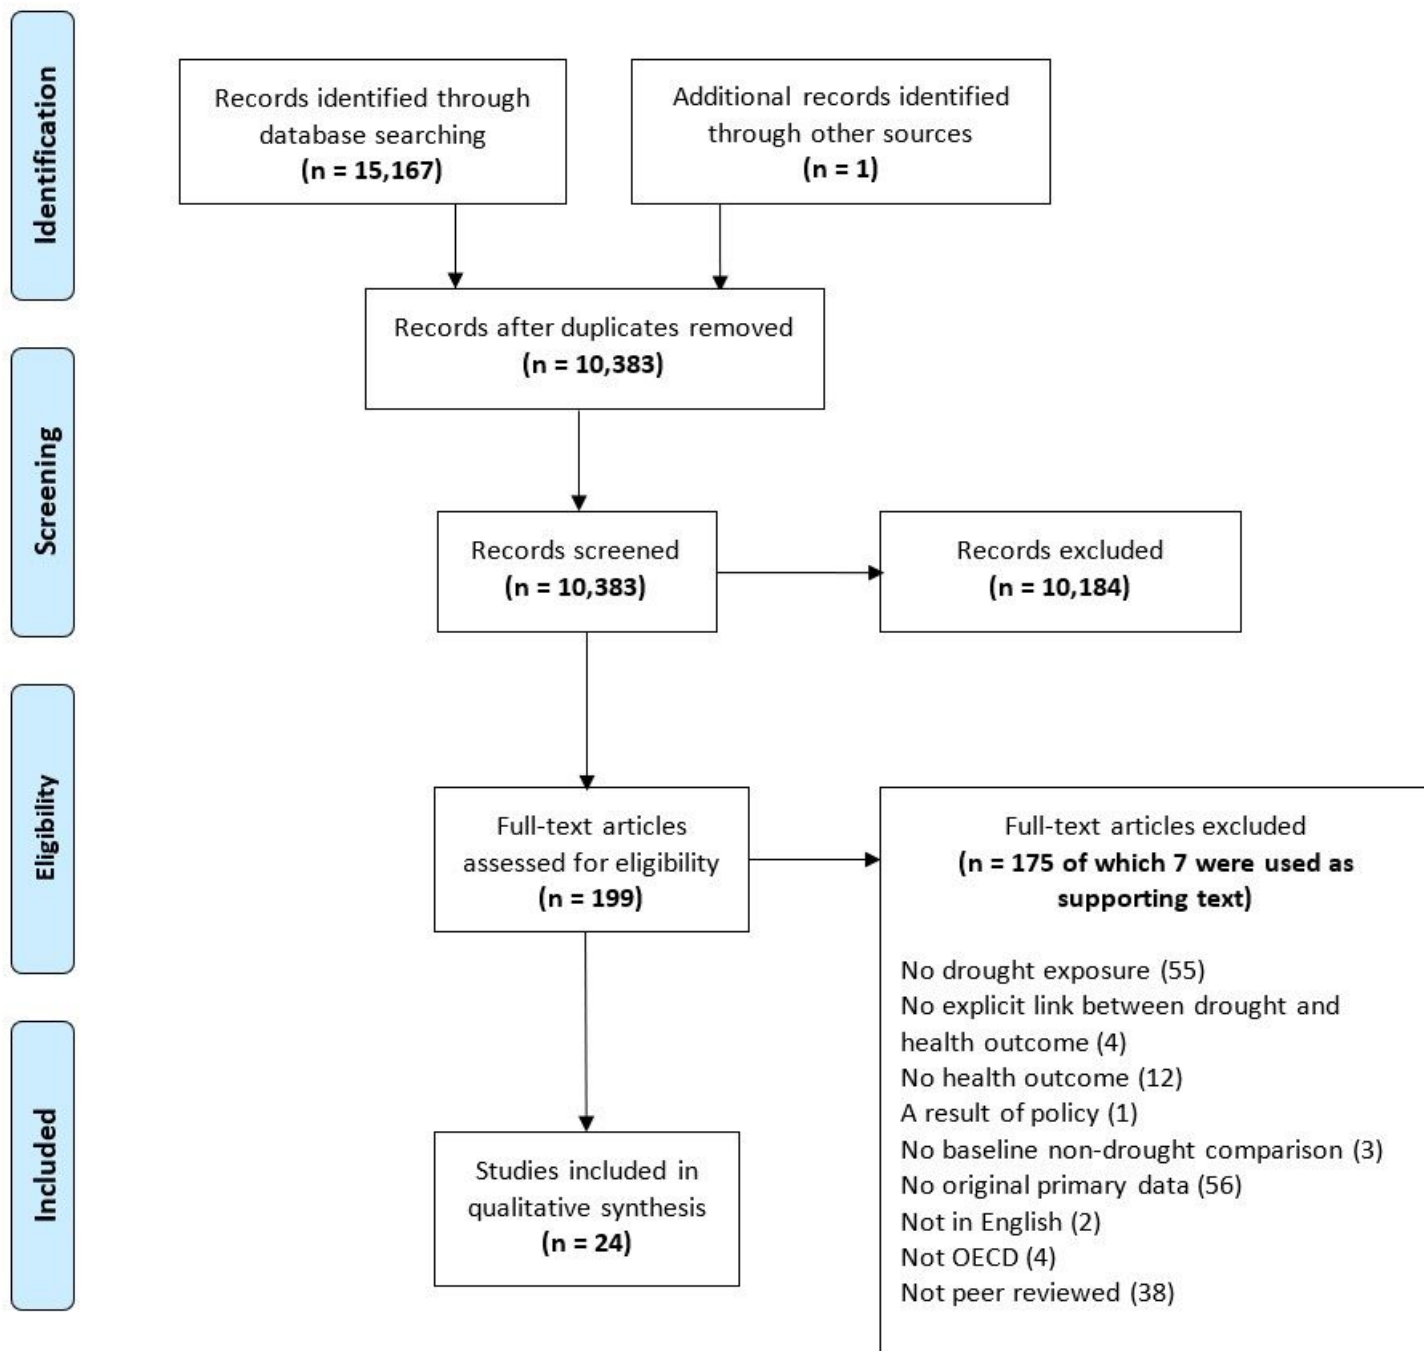 Identification
Records identified through
database searching
(n = 15,167)
Additional records identified
through other sources
(n = 1)
Records after duplicates removed
(n = 10,383)
Screening
Records screened
(n = 10,383)
Records excluded
(n = 10,184)
Eligibility
Full-text articles
assessed for eligibility
(n = 199)
Full-text articles excluded
(n = 175 of which 7 were used as
supporting text)
No drought exposure (55)
No explicit link between drought and
health outcome (4)
No health outcome (12)
A result of policy (1)
No baseline non-drought comparison (3)
No original primary data (56)
Not in English (2)
Not OECD (4)
Not peer reviewed (38)
Included
Studies included in
qualitative synthesis
(n = 24)